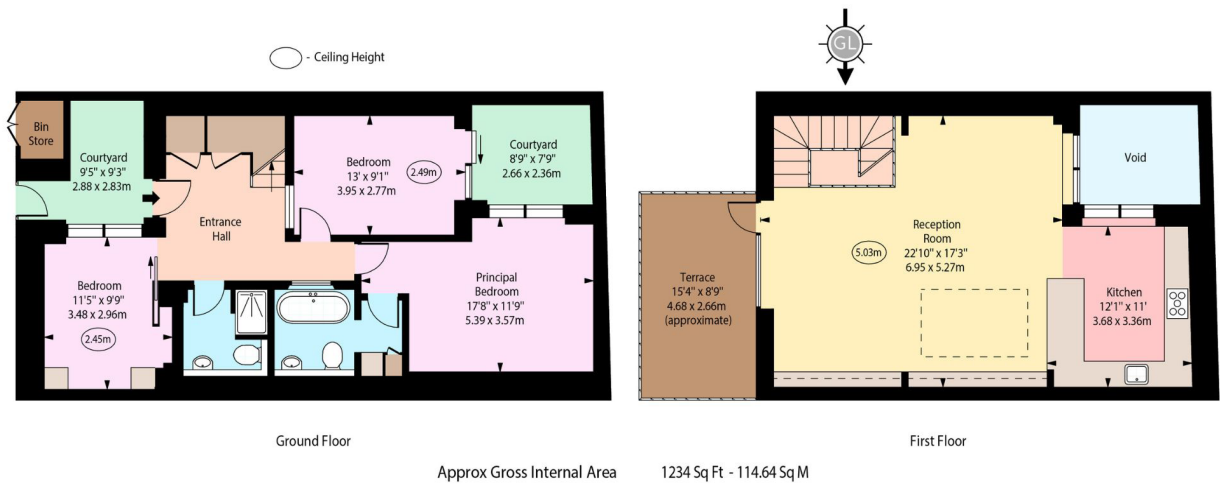 GL
- Ceiling Height
Bin
Store
Courtyard
9'5" x 9'3"
2.88 x 2.83m
Bedroom
13' x 9'1"
3.95 x 2.77m
2.49m
Courtyard
8'9" x 7'9"
2.66 x 2.36m
Entrance
Hall
Bedroom
11'5" x 9'9"
3.48 x 2.96m
2.45m
Principal
Bedroom
17'8" x 11'9"
5.39 x 3.57m
Ground Floor
Void
Terrace
15'4" x 8'9"
4.68 x 2.66m
(approximate)
5.03m
Reception
Room
22'10" x 17'3"
6.95 x 5.27m
Kitchen
12'1" x 11'
3.68 x 3.36m
First Floor
Approx Gross Internal Area 1234 Sq Ft - 114.64 Sq M